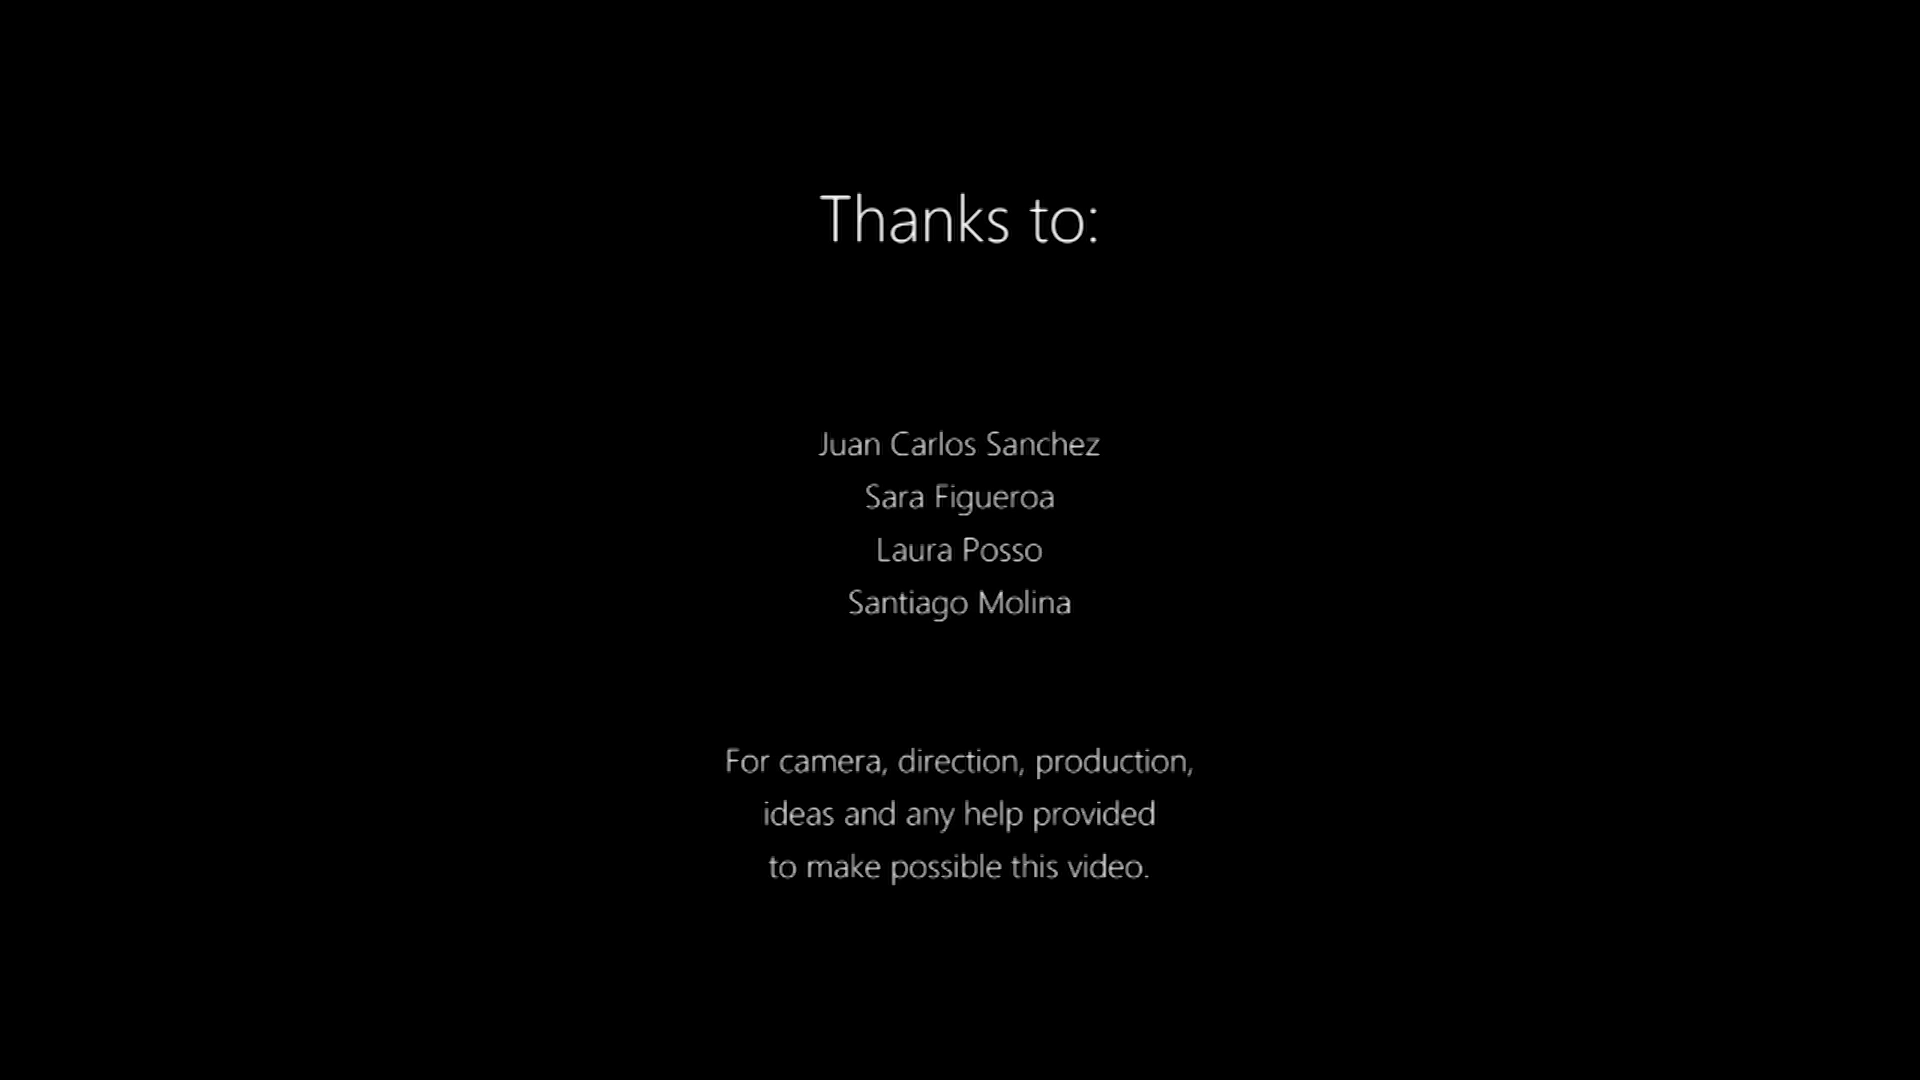 Thanks to:
Juan Carlos Sanchez
Sara Figueroa
Laura Posso
Santiago Molina
For camera, direction, production,
ideas and any help provided
to make possible this video.